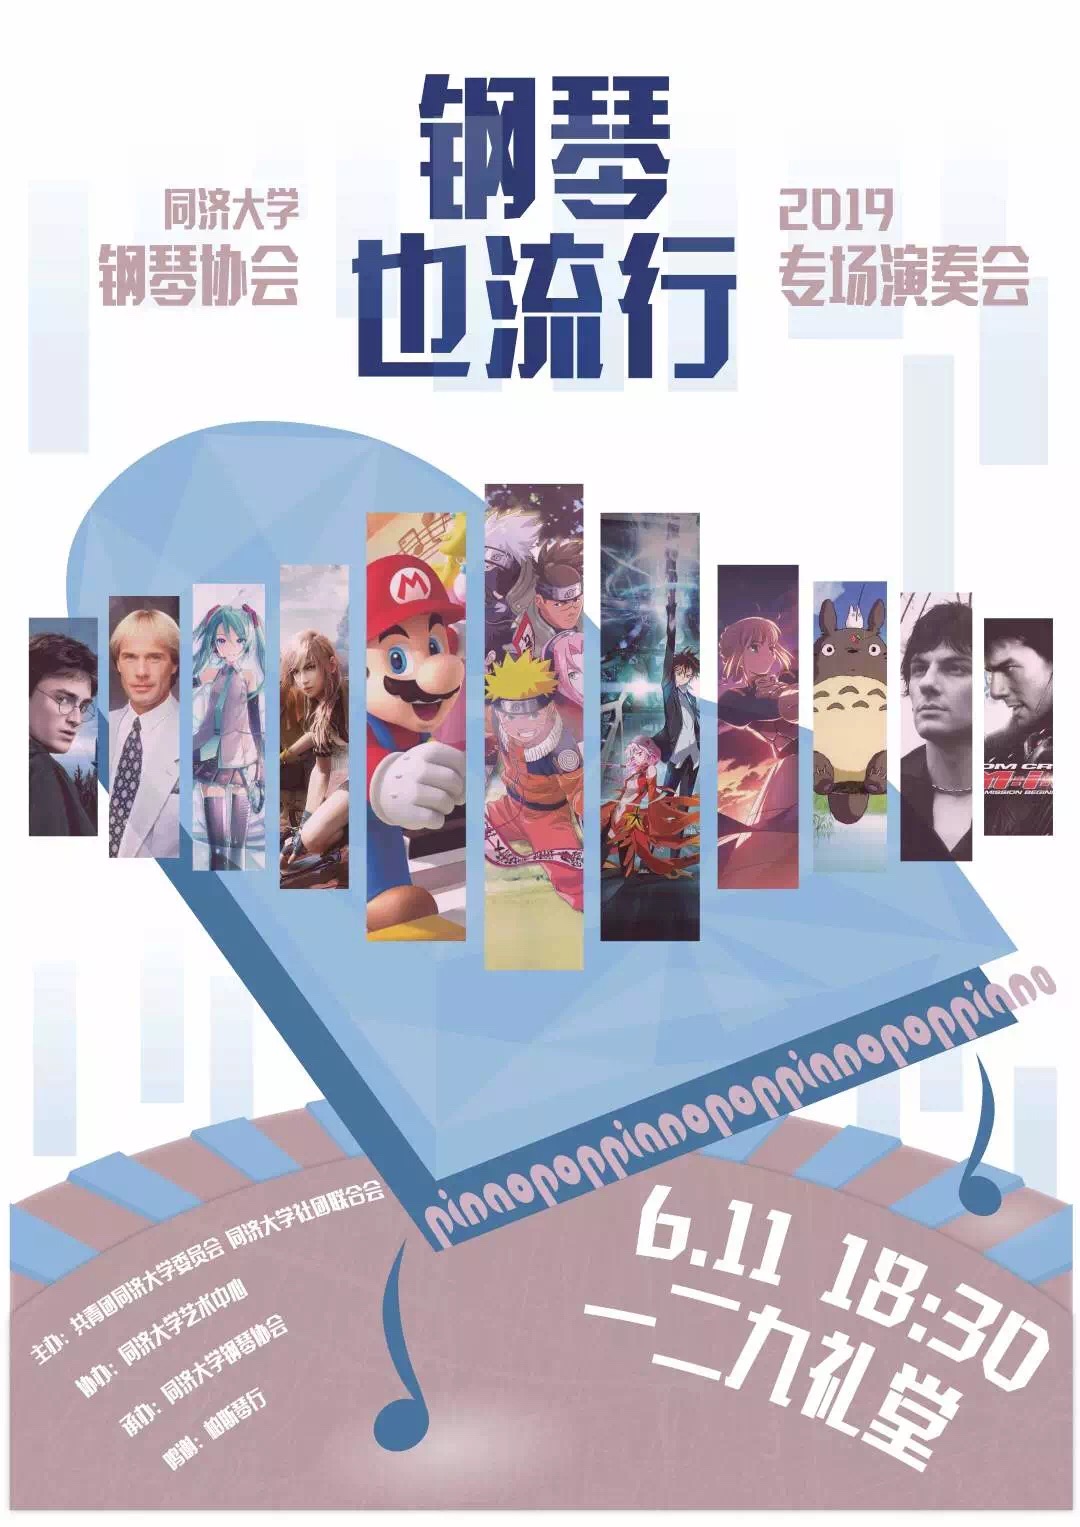 钢琴
也流行
同济大学
钢琴协会
2019
专场演奏会
M
OM CR
M:I:
MISSION BEGINS
pianopoppianopoppianopoppiano
6.11 18:30
一二九礼堂
主办：共青团同济大学委员会 同济大学社团联合会
协办：同济大学艺术中心
承办：同济大学钢琴协会
鸣谢：柏斯琴行